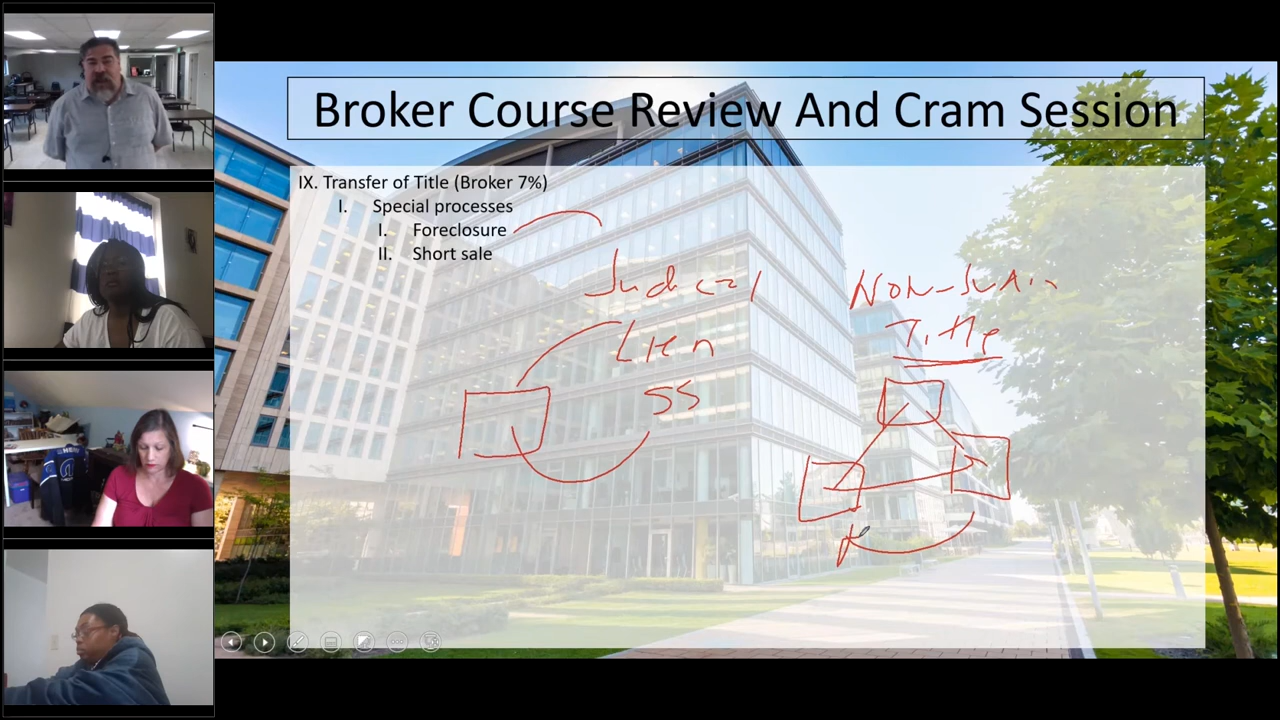 Broker Course Review And Cram Session
IX. Transfer of Title (Broker 7%)
I. Special processes
I. Foreclosure
II. Short sale
Judicial
Lien
SS
Title